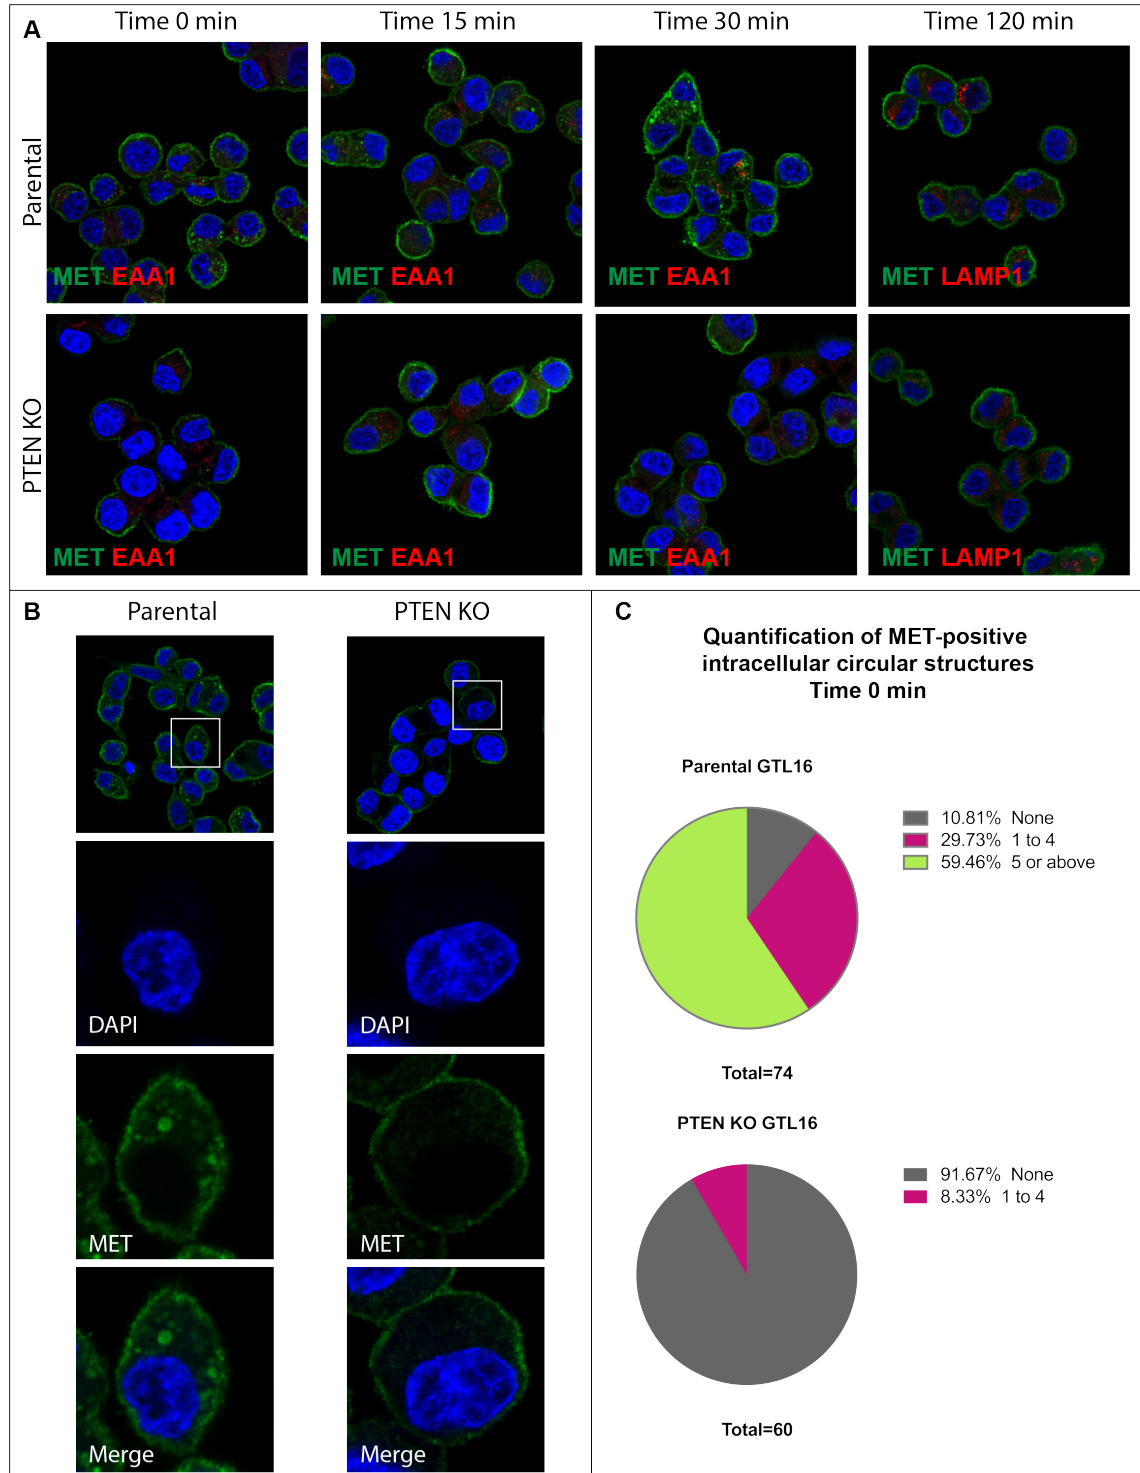 A
Time 0 min
Time 15 min
Time 30 min
Time 120 min
Parental
MET EAA1
MET EAA1
MET EAA1
MET LAMP1
PTEN KO
MET EAA1
MET EAA1
MET EAA1
MET LAMP1
B
Parental
PTEN KO
DAPI
DAPI
MET
MET
Merge
Merge
C
Quantification of MET-positive
intracellular circular structures
Time 0 min
Parental GTL16
10.81% None
29.73% 1 to 4
59.46% 5 or above
Total=74
PTEN KO GTL16
91.67% None
8.33% 1 to 4
Total=60